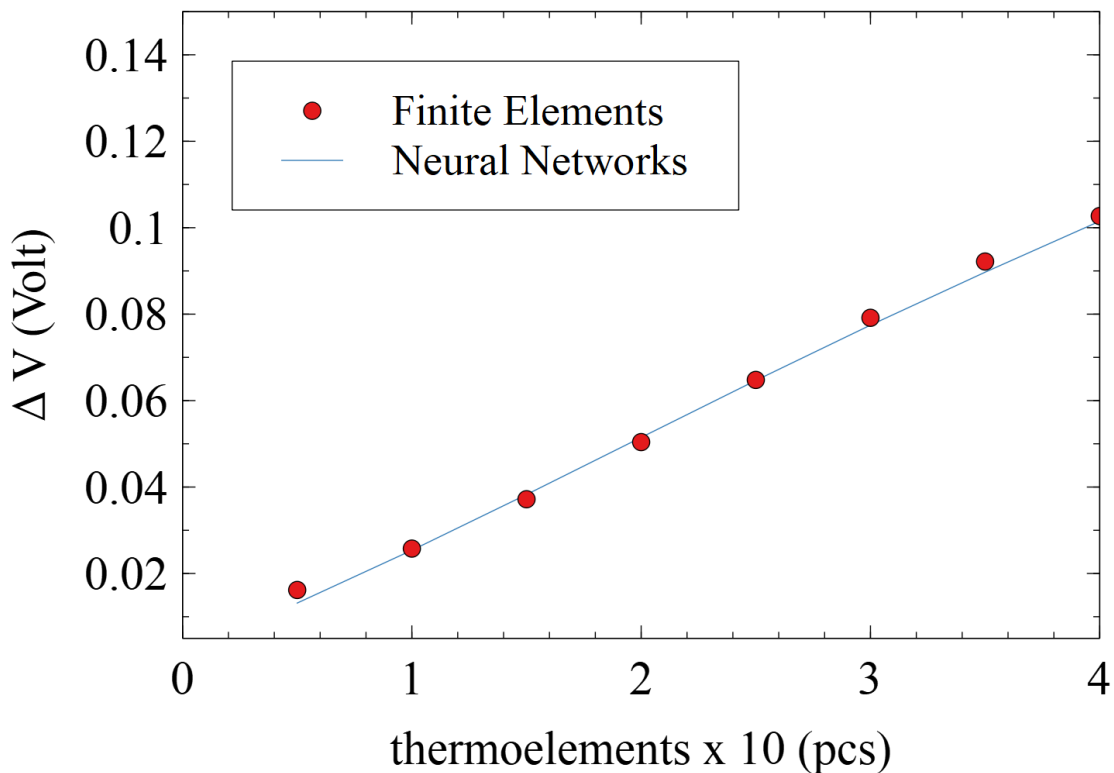 0.14
0.12
0.1
0.08
0.06
0.04
0.02
Δ V (Volt)
Finite Elements
Neural Networks
0 1 2 3 4
thermoelements x 10 (pcs)